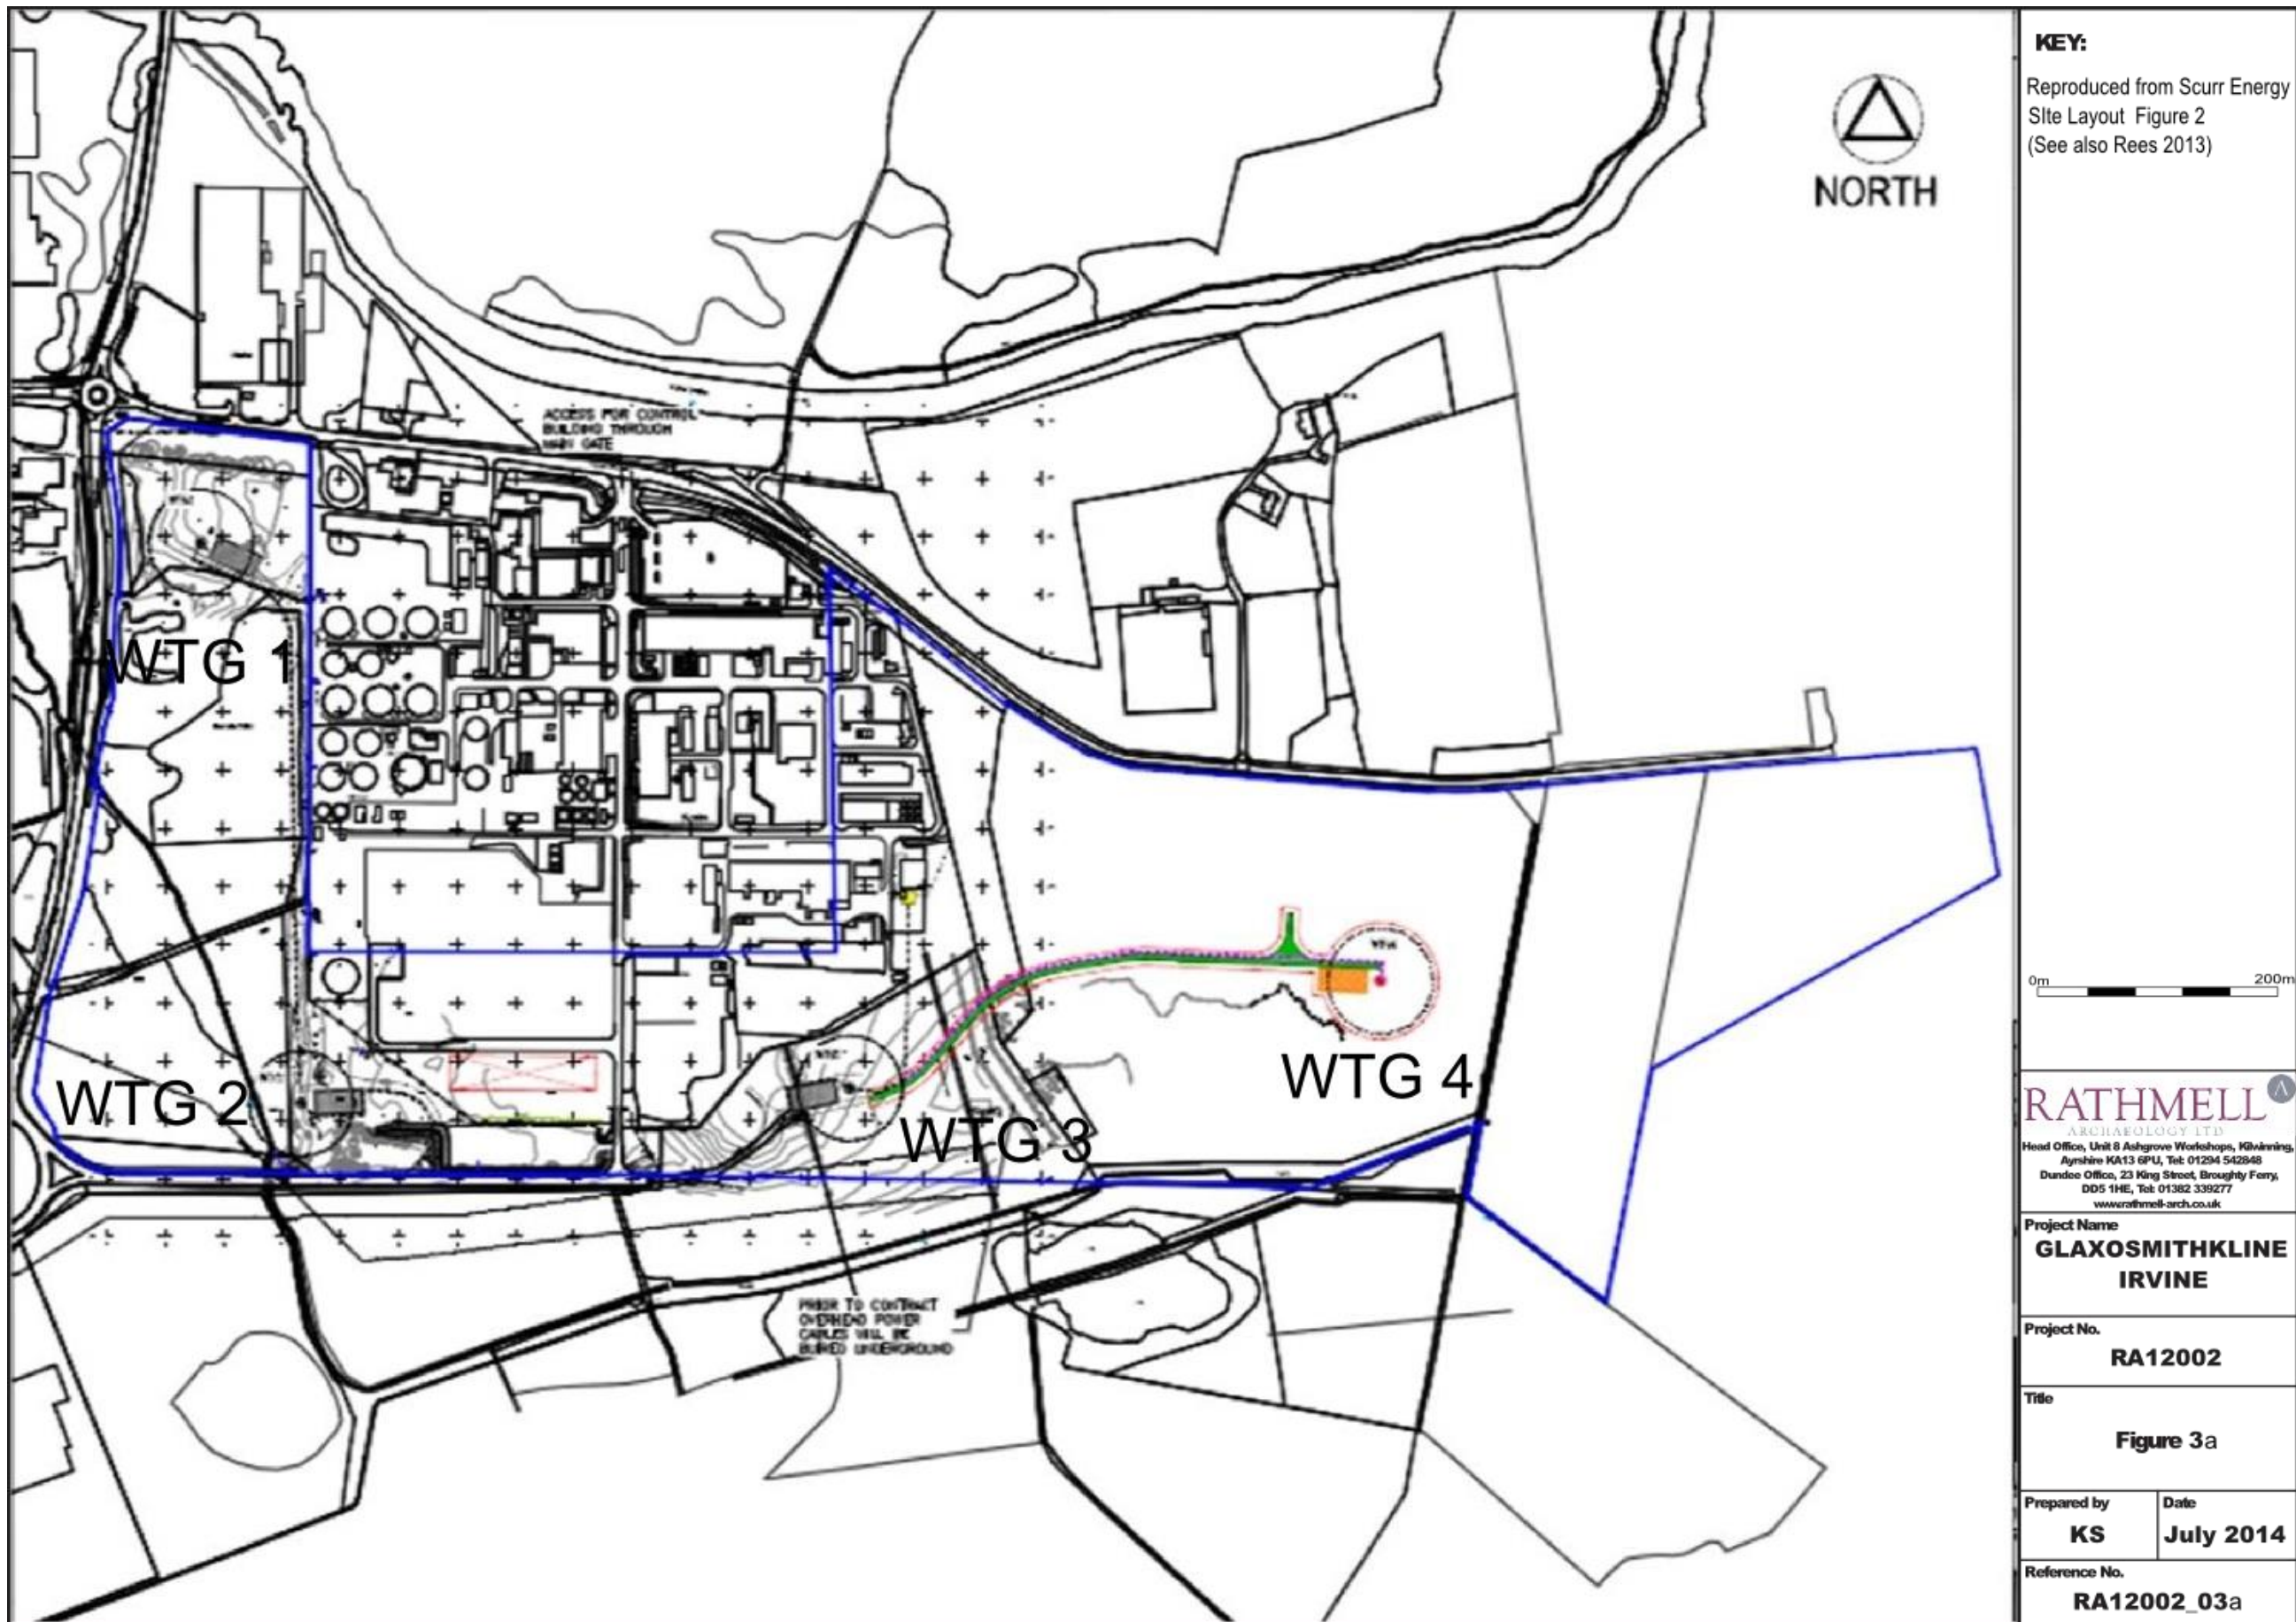 ACCESS FOR CONTROL
BUILDING THROUGH
MAIN GATE
NORTH
WTG 1
WTG 2
WTG 3
WTG 4
PRIOR TO CONTRACT
OVERHEAD POWER
CABLES WILL BE
BURIED UNDERGROUND
KEY:
Reproduced from Scurr Energy
SIte Layout Figure 2
(See also Rees 2013)
0m 200m
RATHMELL
ARCHAEOLOGY LTD
Head Office, Unit 8 Ashgrove Workshops, Kilwinning,
Ayrshire KA13 6PU, Tel: 01294 542848
Dundee Office, 23 King Street, Broughty Ferry,
DD5 1HE, Tel: 01382 339277
www.rathmell-arch.co.uk
Project Name
GLAXOSMITHKLINE
IRVINE
Project No.
RA12002
Title
Figure 3a
Prepared by
KS
Date
July 2014
Reference No.
RA12002_03a